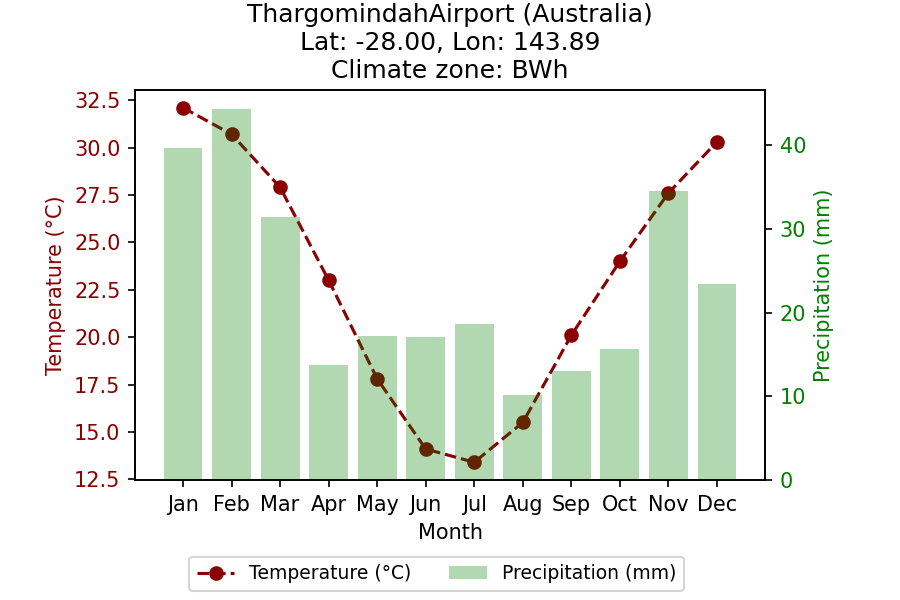 ThargomindahAirport (Australia)
Lat: -28.00, Lon: 143.89
Climate zone: BWh
32.5
30.0
27.5
25.0
22.5
20.0
17.5
15.0
12.5
Temperature (°C)
40
30
20
10
0
Precipitation (mm)
Jan Feb Mar Apr May Jun Jul Aug Sep Oct Nov Dec
Month
Temperature (°C) Precipitation (mm)